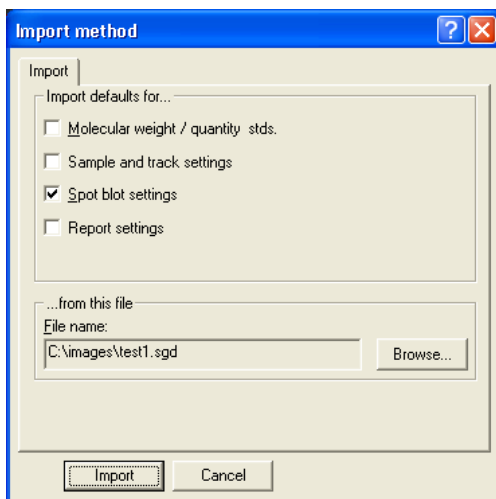 Import method
Import
Import defaults for...
Molecular weight / quantity stds.
Sample and track settings
Spot blot settings
Report settings
...from this file
File name:
C:\images\test1.sgd
Browse...
Import
Cancel